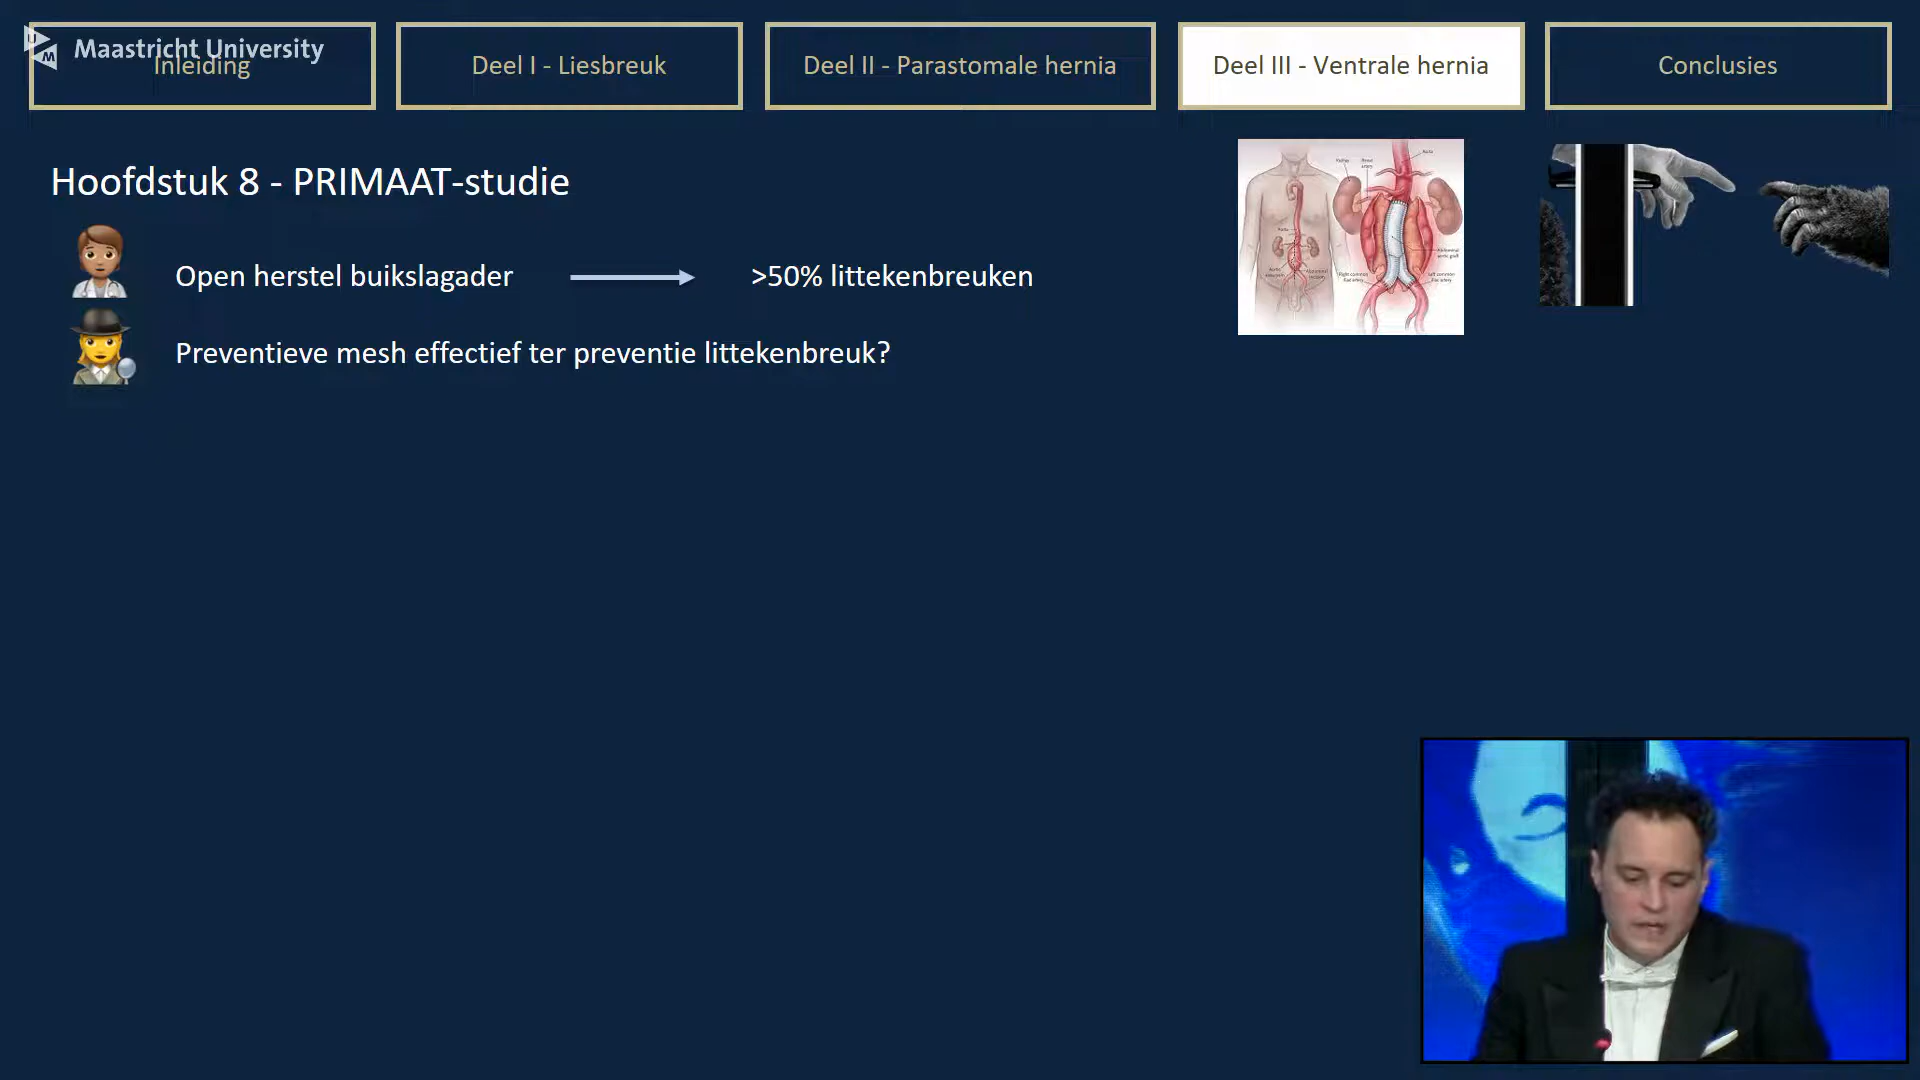 Maastricht University
Inleiding
Deel I - Liesbreuk
Deel II - Parastomale hernia
Deel III - Ventrale hernia
Conclusies
Hoofdstuk 8 - PRIMAAT-studie
Open herstel buikslagader
>50% littekenbreuken
Preventieve mesh effectief ter preventie littekenbreuk?